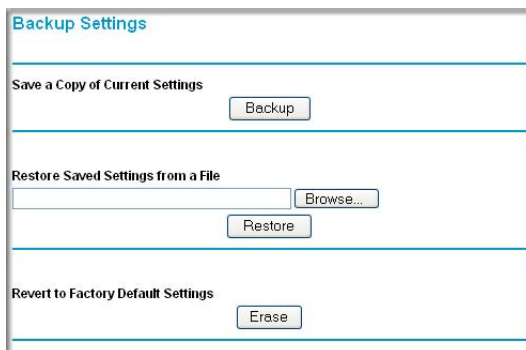 Backup Settings
Save a Copy of Current Settings
Backup
Restore Saved Settings from a File
Browse...
Restore
Revert to Factory Default Settings
Erase